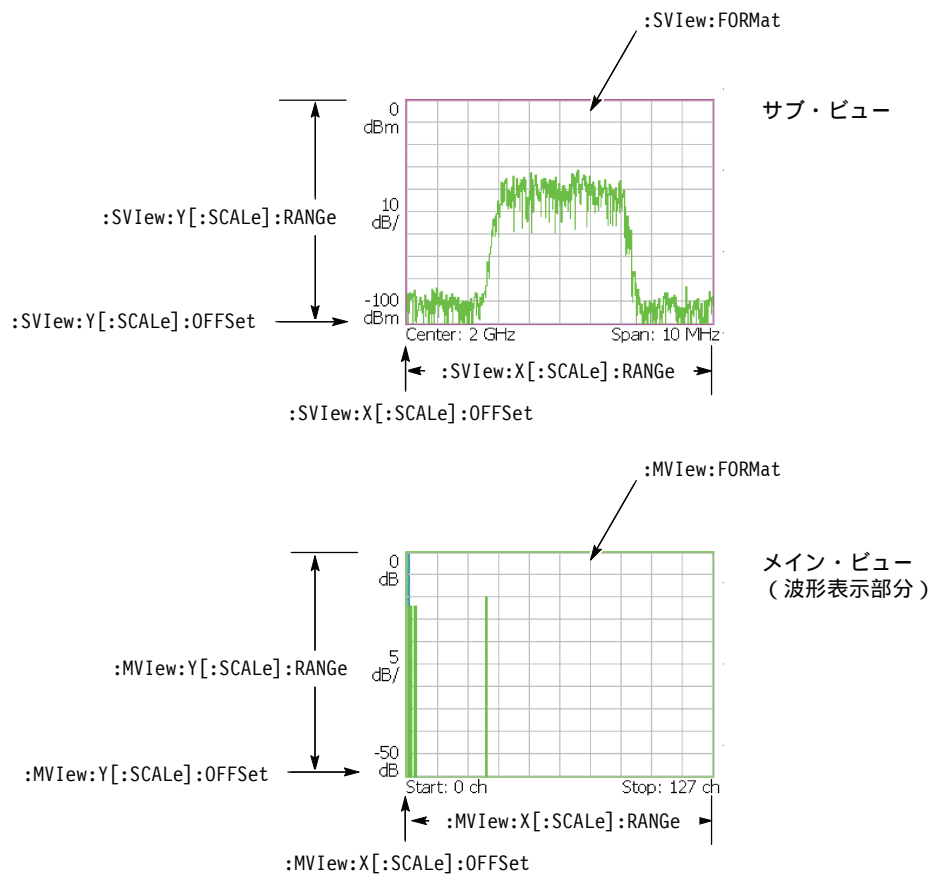 :SVIew:FORMat
サブ・ビュー
0
dBm
:SVIew:Y[:SCALe]:RANGe
10
dB/
-100
dBm
:SVIew:Y[:SCALe]:OFFSet
Center: 2 GHz
Span: 10 MHz
:SVIew:X[:SCALe]:RANGe
:SVIew:X[:SCALe]:OFFSet
:MVIew:FORMat
メイン・ビュー
（波形表示部分）
0
dB
:MVIew:Y[:SCALe]:RANGe
5
dB/
-50
dB
:MVIew:Y[:SCALe]:OFFSet
Start: 0 ch
Stop: 127 ch
:MVIew:X[:SCALe]:RANGe
:MVIew:X[:SCALe]:OFFSet